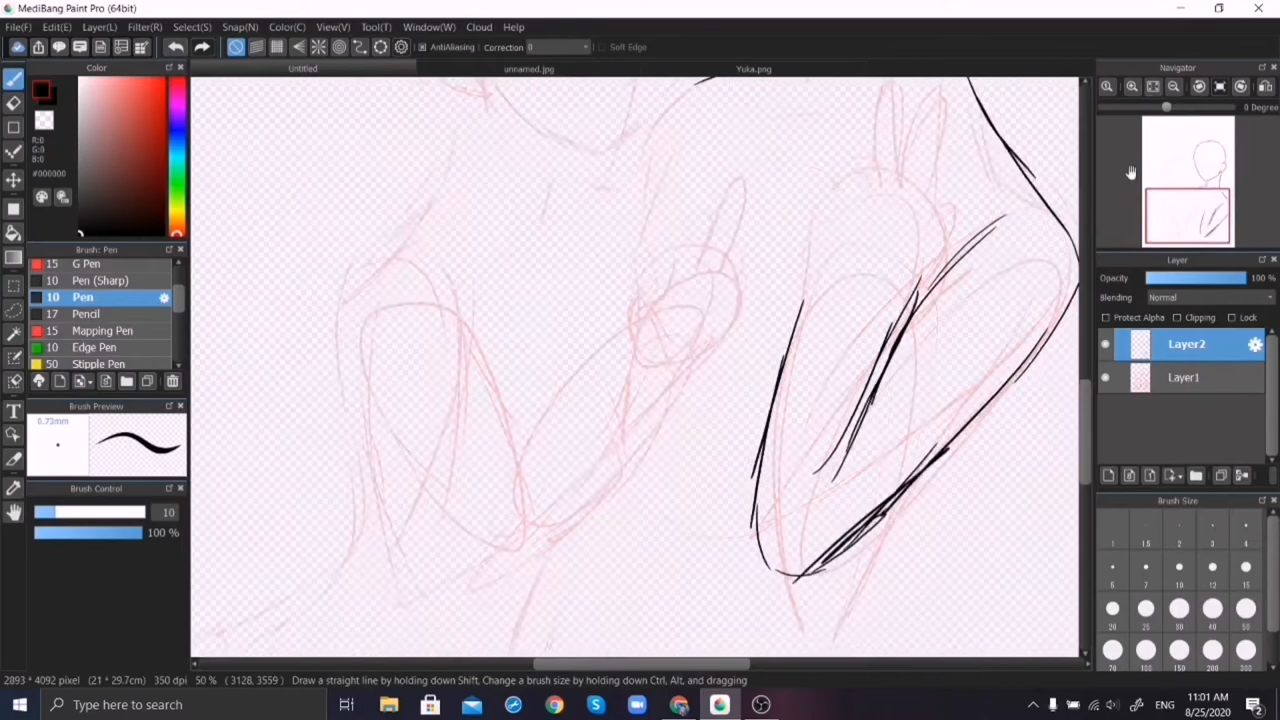 MediBang Paint Pro (64bit)
File(F) Edit(E) Layer(L) Filter(R) Select(S) Snap(N) Color(C) View(V) Tool(T) Window(W) Cloud Help
AntiAliasing Correction 0 Soft Edge
Color
Untitled unnamed.jpg Yuka.png
Navigator
0 Degree
R:0
G:0
B:0
#000000
Brush: Pen
15 G Pen
10 Pen (Sharp)
10 Pen
17 Pencil
15 Mapping Pen
10 Edge Pen
50 Stipple Pen
Brush Preview
0.73mm
Brush Control
10
100 %
Layer
Opacity 100 %
Blending Normal
Protect Alpha Clipping Lock
Layer2
Layer1
Brush Size
1 1.5 2 3 4
5 7 10 12 15
20 25 30 40 50
70 100 150 200 300
2893 * 4092 pixel (21 * 29.7cm) 350 dpi 50 % ( 3128, 3559 ) Draw a straight line by holding down Shift. Change a brush size by holding down Ctrl, Alt, and dragging
Type here to search
ENG
11:01 AM
8/25/2020
2